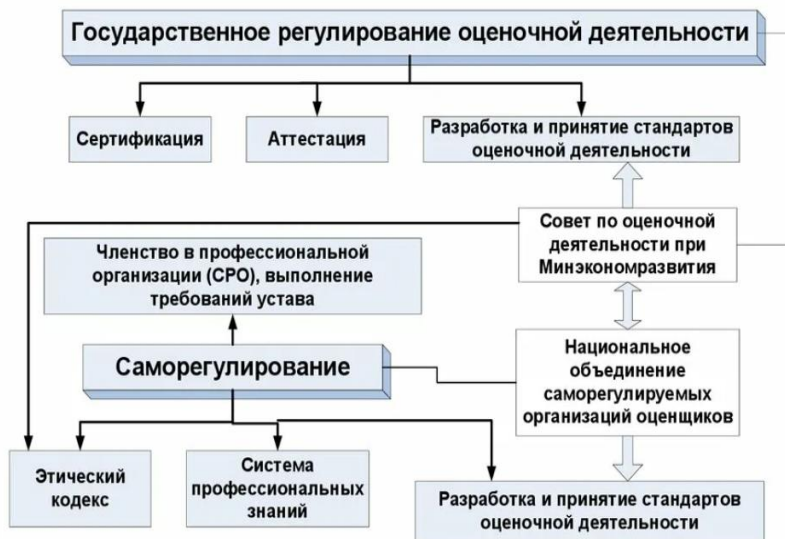 Государственное регулирование оценочной деятельности
Сертификация
Аттестация
Разработка и принятие стандартов
оценочной деятельности
Совет по оценочной
деятельности при
Минэкономразвития
Членство в профессиональной
организации (СРО), выполнение
требований устава
Национальное
объединение
саморегулируемых
организаций оценщиков
Саморегулирование
Этический
кодекс
Система
профессиональных
знаний
Разработка и принятие стандартов
оценочной деятельности